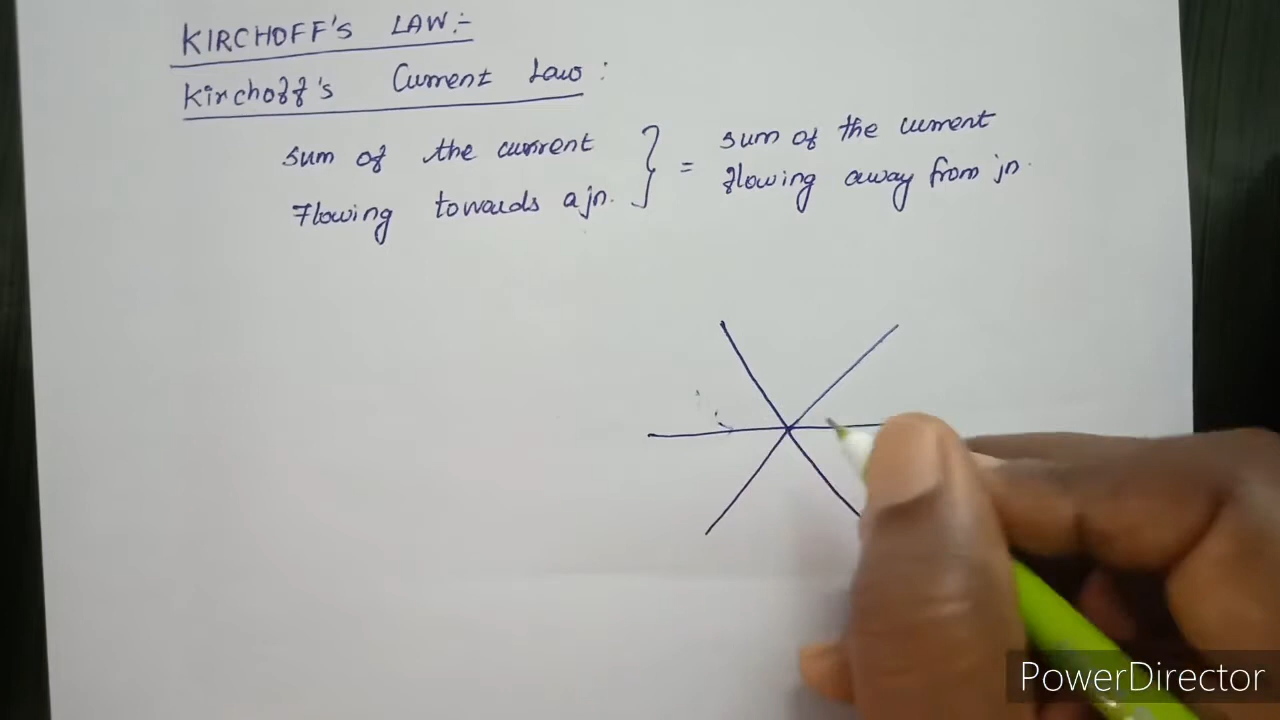 KIRCHOFF'S LAW:-
Kirchoff's Current Law:
sum of the current } = sum of the current
Flowing towards a jn. flowing away from jn.
PowerDirector